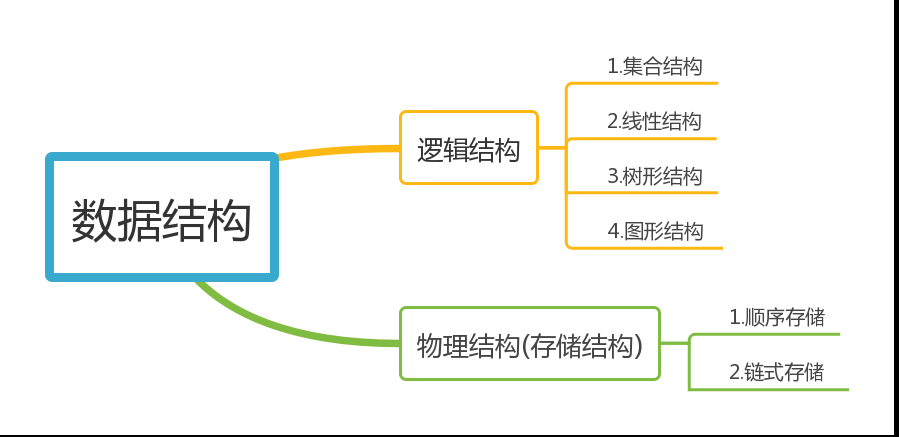 数据结构
逻辑结构
1.集合结构
2.线性结构
3.树形结构
4.图形结构
物理结构(存储结构)
1.顺序存储
2.链式存储